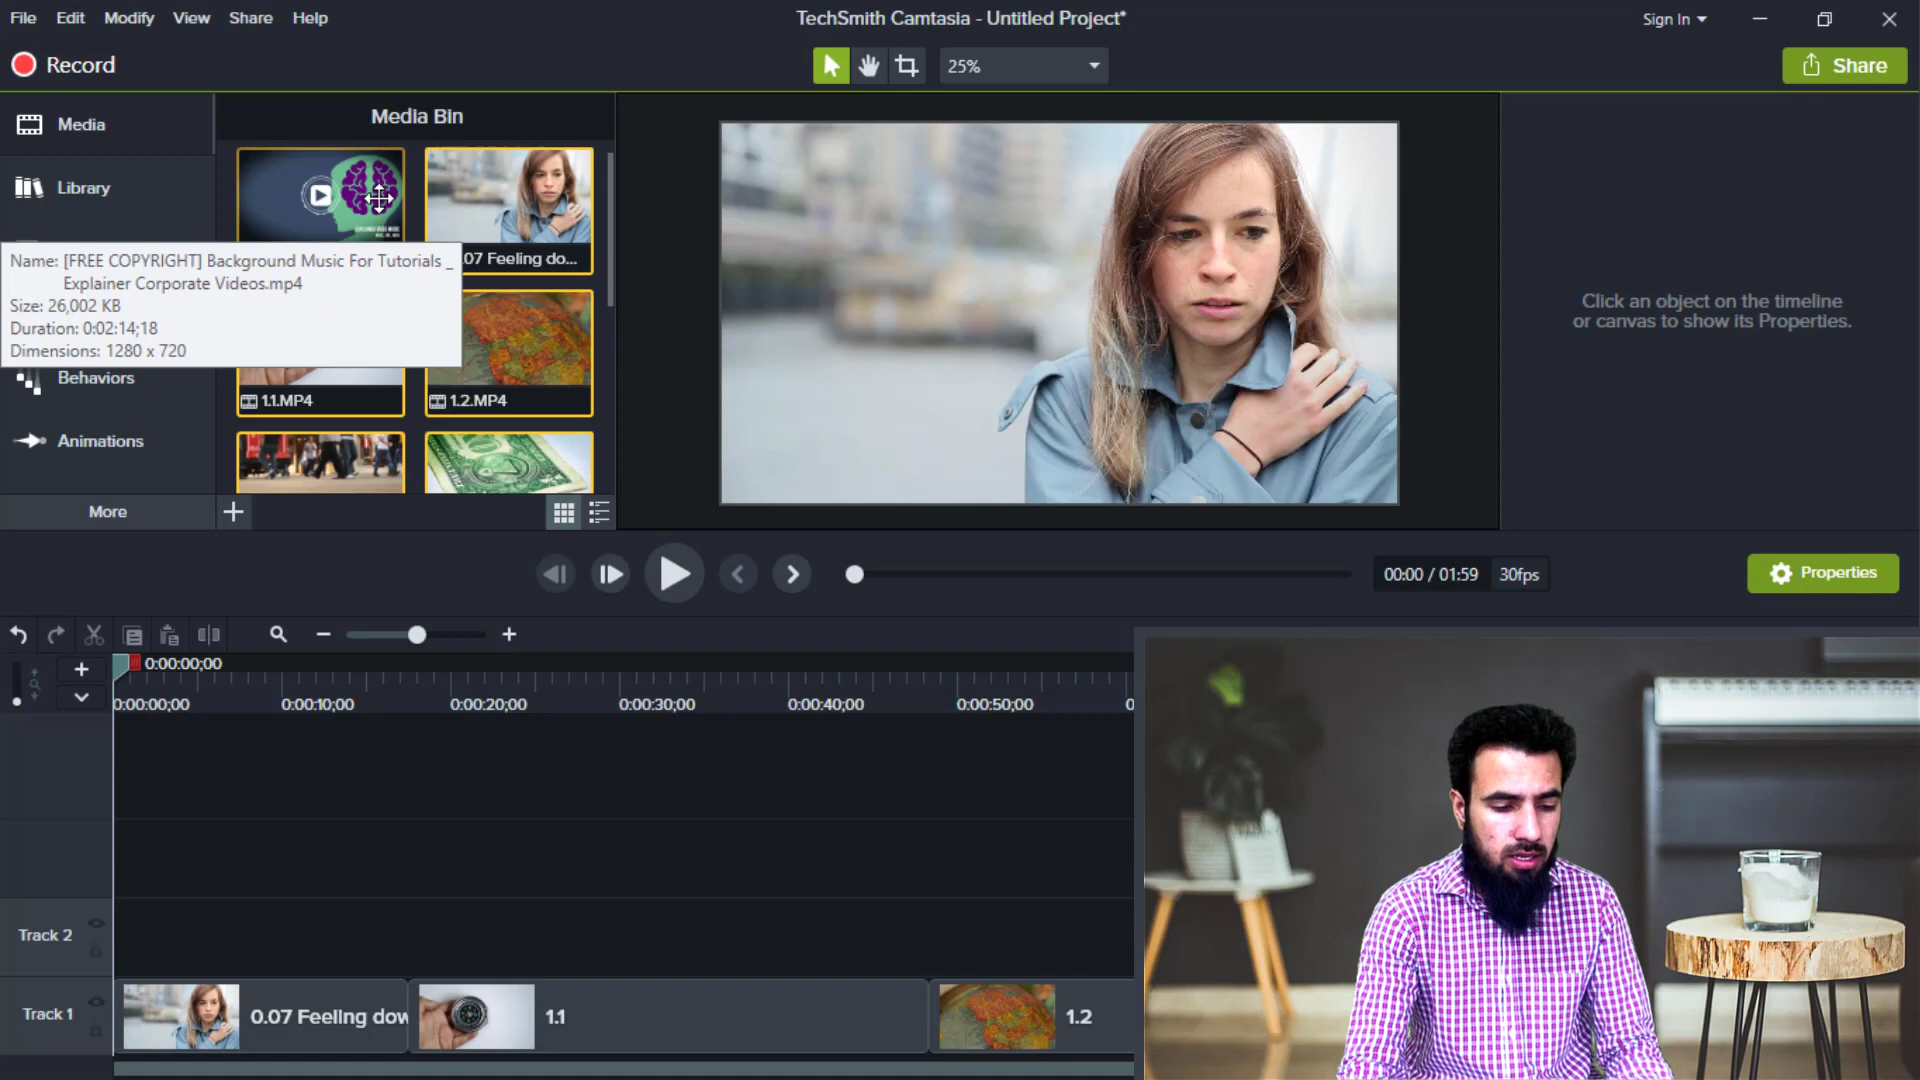 File Edit Modify View Share Help
TechSmith Camtasia - Untitled Project*
Sign In
Record
25%
Share
Media
Media Bin
Library
.07 Feeling do...
Name: [FREE COPYRIGHT] Background Music For Tutorials _
Explainer Corporate Videos.mp4
Size: 26,002 KB
Duration: 0:02:14;18
Dimensions: 1280 x 720
Behaviors
1.1.MP4
1.2.MP4
Animations
More
Click an object on the timeline
or canvas to show its Properties.
00:00 / 01:59
30fps
Properties
0:00:00;00
0:00:00;00 0:00:10;00 0:00:20;00 0:00:30;00 0:00:40;00 0:00:50;00 0
Track 2
Track 1
0.07 Feeling dow
1.1
1.2